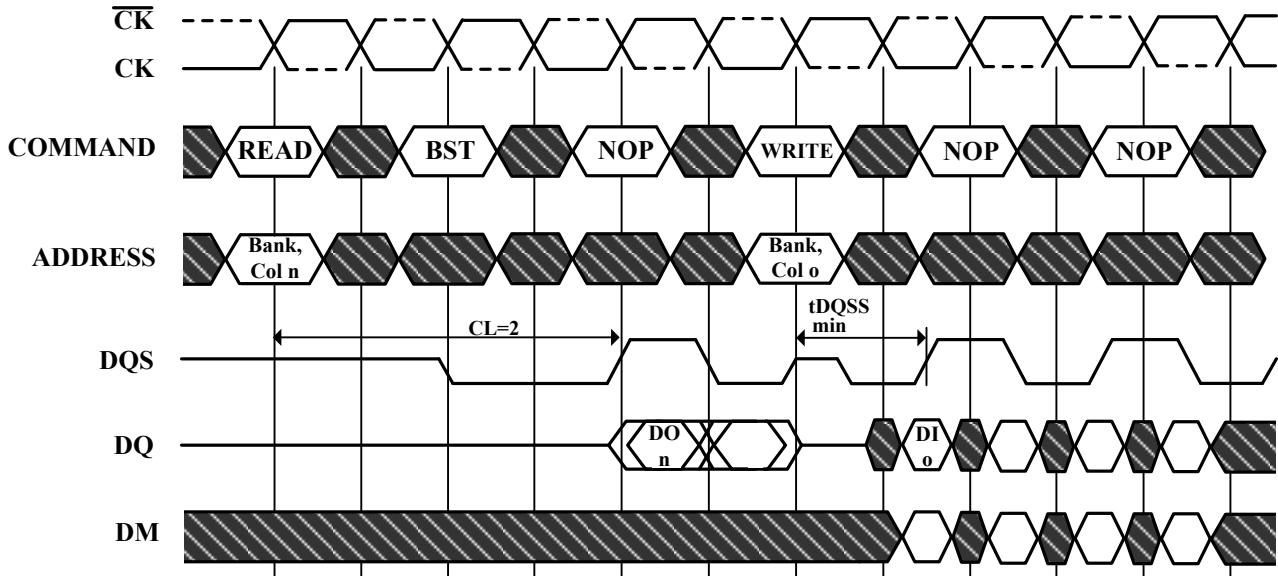 CK
CK
COMMAND
READ
BST
NOP
WRITE
NOP
NOP
ADDRESS
Bank,
Col n
Bank,
Col o
CL=2
tDQSS
min
DQS
DQ
DO
n
DI
o
DM